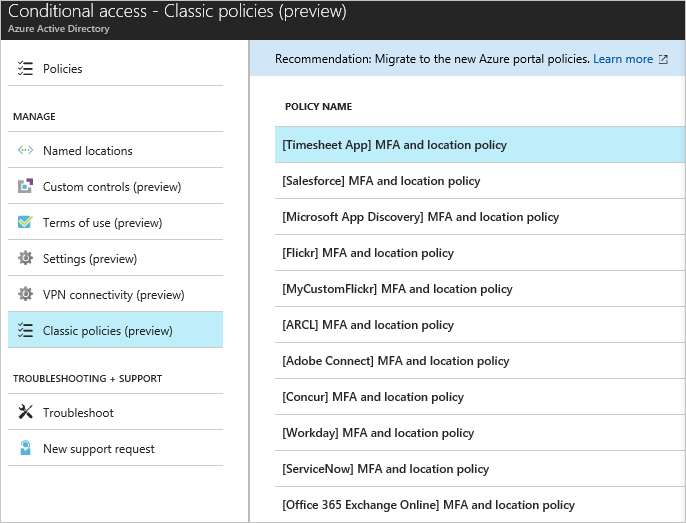 Conditional access - Classic policies (preview)
Azure Active Directory
Policies
MANAGE
Named locations
Custom controls (preview)
Terms of use (preview)
Settings (preview)
VPN connectivity (preview)
Classic policies (preview)
TROUBLESHOOTING + SUPPORT
Troubleshoot
New support request
Recommendation: Migrate to the new Azure portal policies. Learn more
POLICY NAME
[Timesheet App] MFA and location policy
[Salesforce] MFA and location policy
[Microsoft App Discovery] MFA and location policy
[Flickr] MFA and location policy
[MyCustomFlickr] MFA and location policy
[ARCL] MFA and location policy
[Adobe Connect] MFA and location policy
[Concur] MFA and location policy
[Workday] MFA and location policy
[ServiceNow] MFA and location policy
[Office 365 Exchange Online] MFA and location policy